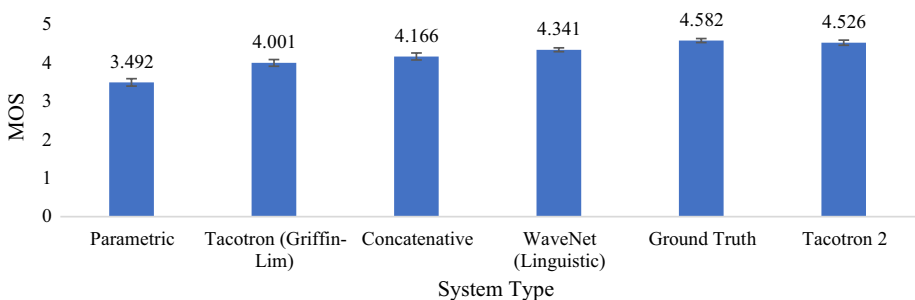 5
4
3
2
1
0
MOS
3.492
4.001
4.166
4.341
4.582
4.526
Parametric
Tacotron (Griffin-
Lim)
Concatenative
WaveNet
(Linguistic)
Ground Truth
Tacotron 2
System Type